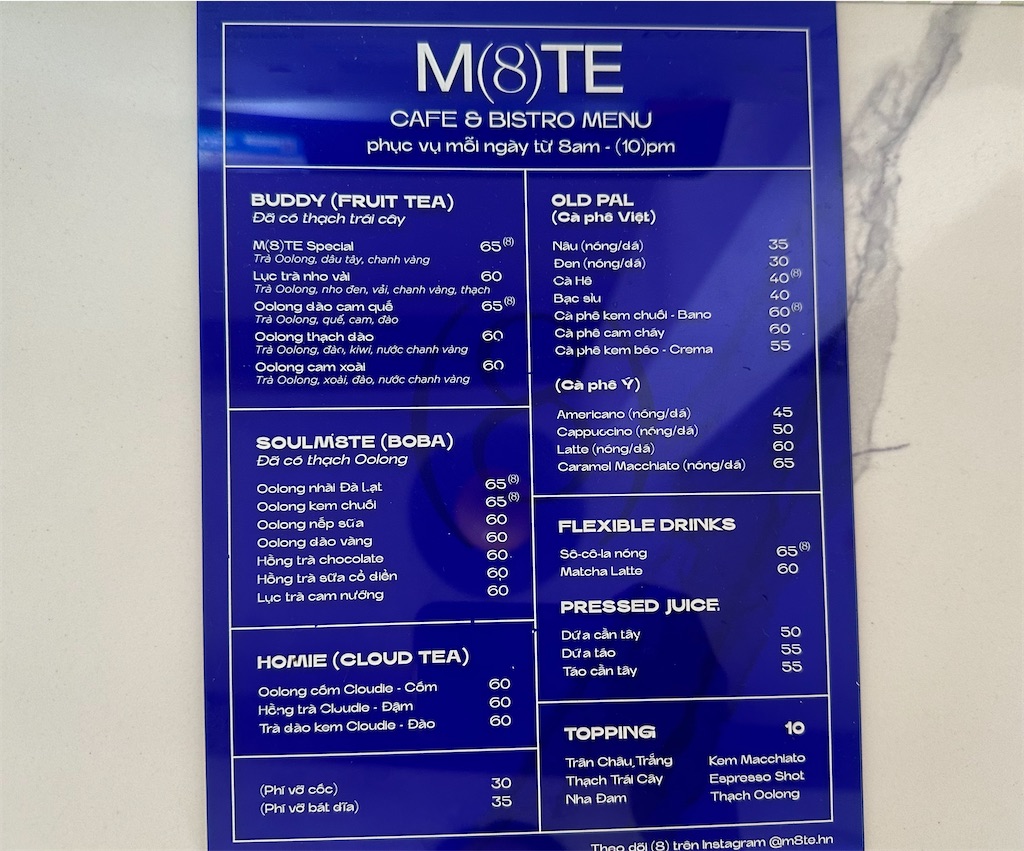 M(8)TE
CAFE & BISTRO MENU
phục vụ mỗi ngày từ 8am - (10)pm
BUDDY (FRUIT TEA)
Đã có thạch trái cây
M(8)TE Special 65(8)
Trà Oolong, dâu tây, chanh vàng
Lục trà nho vải 60
Trà Oolong, nho đen, vải, chanh vàng, thạch
Oolong đào cam quế 65(8)
Trà Oolong, quế, cam, đào
Oolong thạch đào 60
Trà Oolong, đào, kiwi, nước chanh vàng
Oolong cam xoài 60
Trà Oolong, xoài, đào, nước chanh vàng
SOULM8TE (BOBA)
Đã có thạch Oolong
Oolong nhài Đà Lạt 65(8)
Oolong kem chuối 65(8)
Oolong nếp sữa 60
Oolong đào vàng 60
Hồng trà chocolate 60
Hồng trà sữa cổ điển 60
Lục trà cam nướng 60
HOMIE (CLOUD TEA)
Oolong cốm Cloudie - Cốm 60
Hồng trà Cloudie - Đậm 60
Trà đào kem Cloudie - Đào 60
(Phí vỡ cốc) 30
(Phí vỡ bát đĩa) 35
OLD PAL
(Cà phê Việt)
Nâu (nóng/đá) 35
Đen (nóng/đá) 30
Cà Hê 40(8)
Bạc sỉu 40
Cà phê kem chuối - Bano 60(8)
Cà phê cam cháy 60
Cà phê kem béo - Crema 55
(Cà phê Ý)
Americano (nóng/đá) 45
Cappuccino (nóng/đá) 50
Latte (nóng/đá) 60
Caramel Macchiato (nóng/đá) 65
FLEXIBLE DRINKS
Sô-cô-la nóng 65(8)
Matcha Latte 60
PRESSED JUICE
Dứa cần tây 50
Dứa táo 55
Táo cần tây 55
TOPPING 10
Trân Châu Trắng Kem Macchiato
Thạch Trái Cây Espresso Shot
Nha Đam Thạch Oolong
Theo dõi (8) trên Instagram @m8te.hn